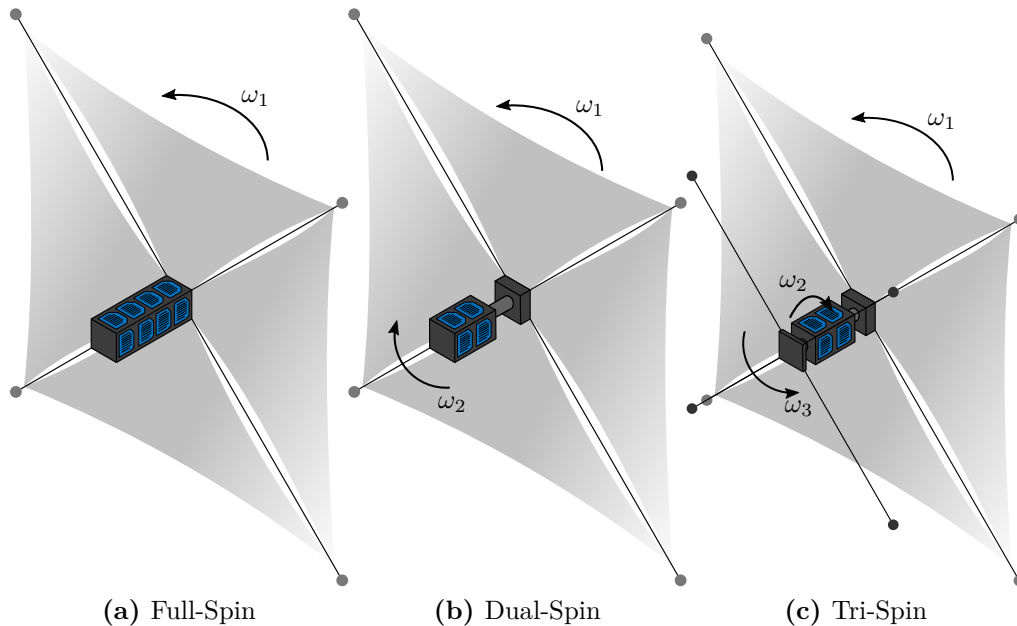 ω₁
ω₁
ω₁
ω₂
ω₂
ω₃
(a) Full-Spin
(b) Dual-Spin
(c) Tri-Spin